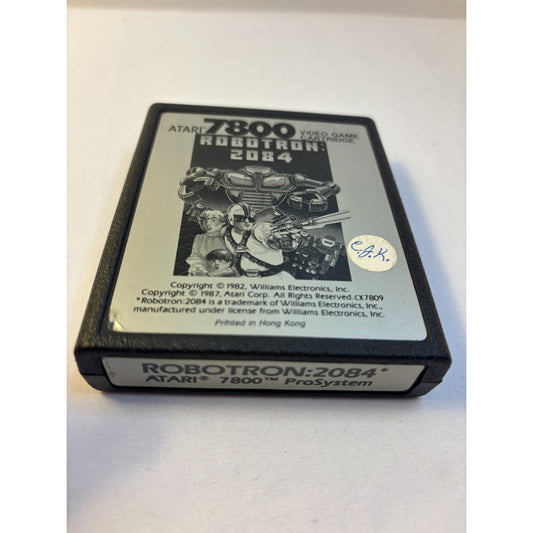 ATARI® 7800 VIDEO GAME
CARTRIDGE
ROBOTRON:
2084
C.A.K.
Copyright © 1982, Williams Electronics, Inc.
Copyright © 1987, Atari Corp. All Rights Reserved. CX7809
*Robotron:2084 is a trademark of Williams Electronics, Inc.,
manufactured under license from Williams Electronics, Inc.
Printed in Hong Kong
ROBOTRON:2084*
ATARI® 7800™ ProSystem